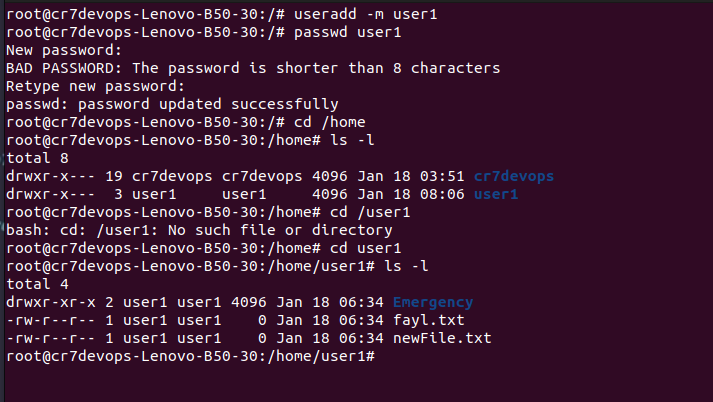 root@cr7devops-Lenovo-B50-30:/# useradd -m user1
root@cr7devops-Lenovo-B50-30:/# passwd user1
New password:
BAD PASSWORD: The password is shorter than 8 characters
Retype new password:
passwd: password updated successfully
root@cr7devops-Lenovo-B50-30:/# cd /home
root@cr7devops-Lenovo-B50-30:/home# ls -l
total 8
drwxr-x--- 19 cr7devops cr7devops 4096 Jan 18 03:51 cr7devops
drwxr-x---  3 user1     user1     4096 Jan 18 08:06 user1
root@cr7devops-Lenovo-B50-30:/home# cd /user1
bash: cd: /user1: No such file or directory
root@cr7devops-Lenovo-B50-30:/home# cd user1
root@cr7devops-Lenovo-B50-30:/home/user1# ls -l
total 4
drwxr-xr-x 2 user1 user1 4096 Jan 18 06:34 Emergency
-rw-r--r-- 1 user1 user1    0 Jan 18 06:34 fayl.txt
-rw-r--r-- 1 user1 user1    0 Jan 18 06:34 newFile.txt
root@cr7devops-Lenovo-B50-30:/home/user1#